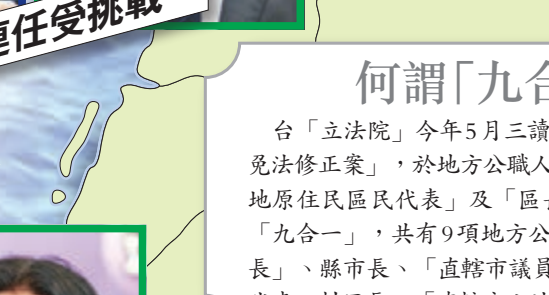 連任受挑戰
何謂「九合
台「立法院」今年5月三讀
免法修正案」，於地方公職人
地原住民區民代表」及「區長
「九合一」，共有9項地方公
長」、縣市長、「直轄市議員